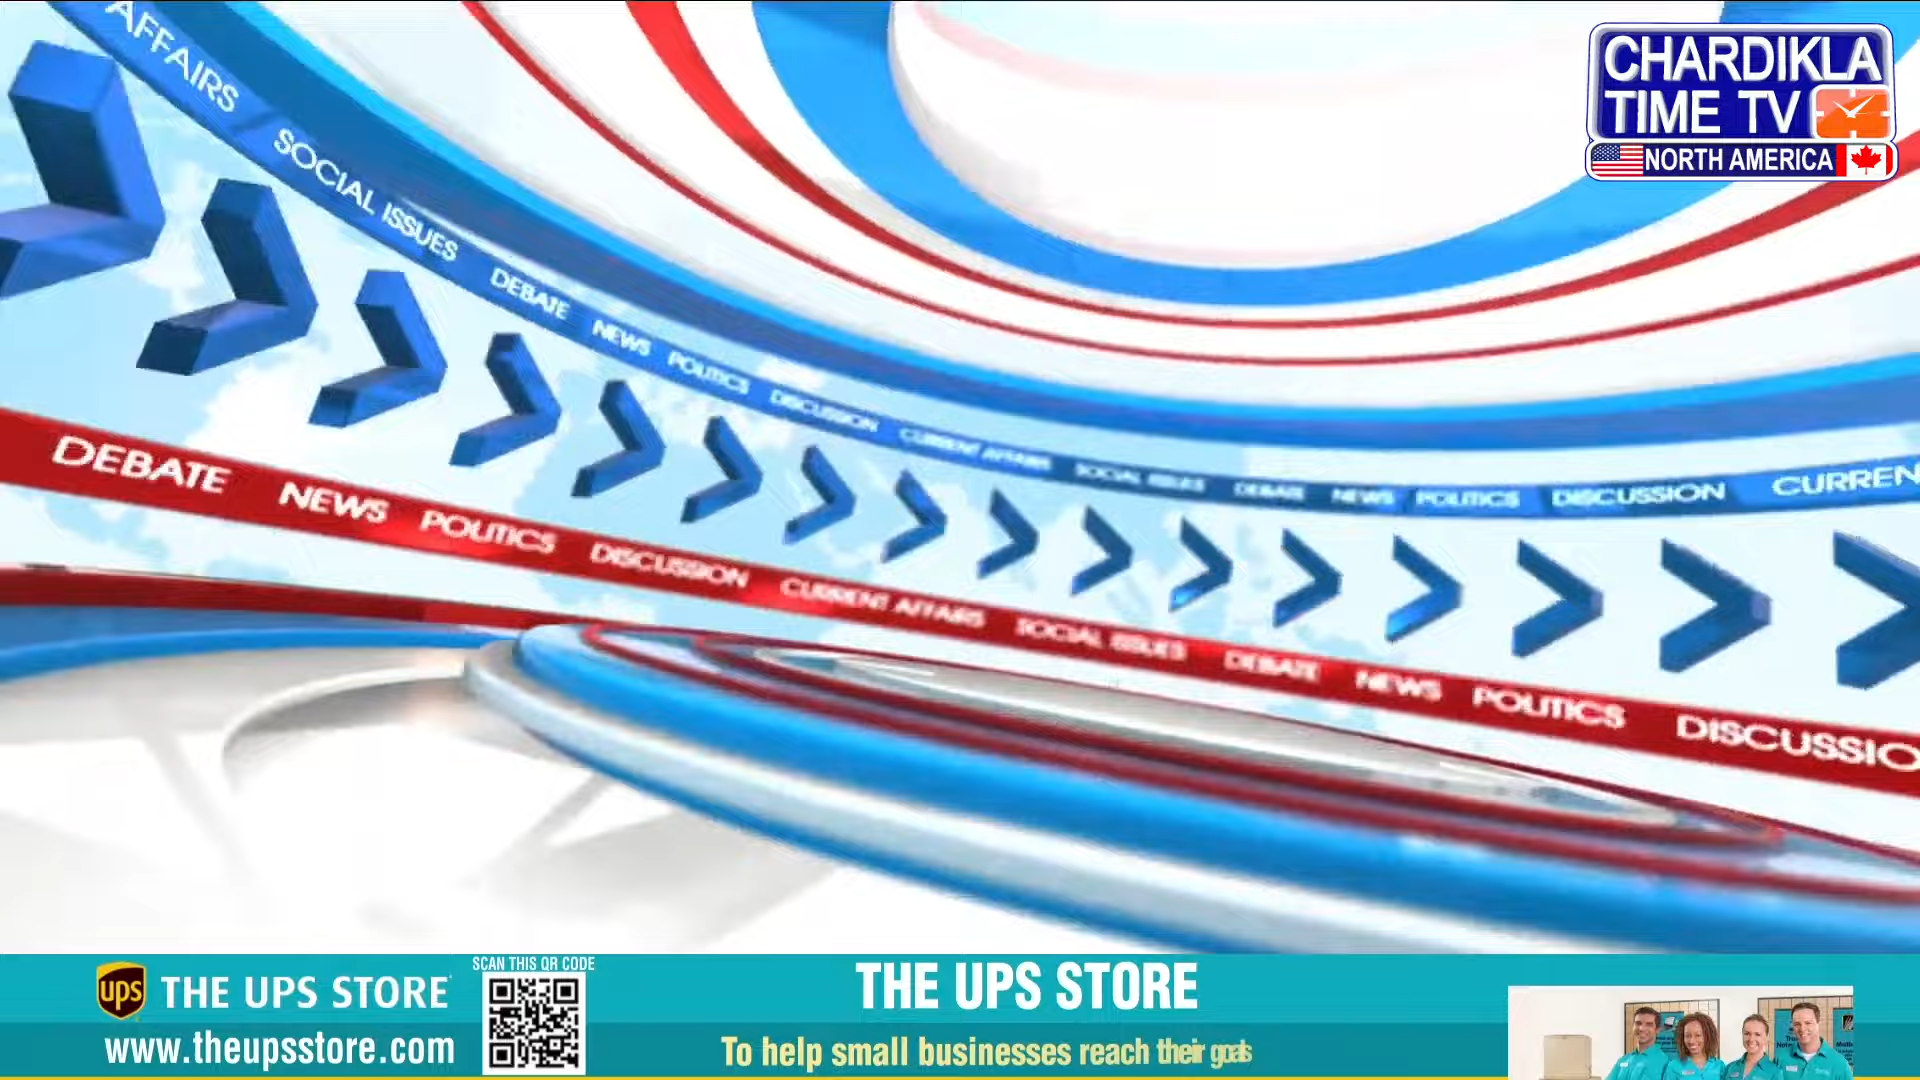 CHARDIKLA
TIME TV
NORTH AMERICA
AFFAIRS SOCIAL ISSUES DEBATE NEWS POLITICS DISCUSSION CURRENT AFFAIRS SOCIAL ISSUES DEBATE NEWS POLITICS DISCUSSION CURREN
DEBATE NEWS POLITICS DISCUSSION CURRENT AFFAIRS SOCIAL ISSUES DEBATE NEWS POLITICS DISCUSSIO
SCAN THIS QR CODE
ups THE UPS STORE
www.theupsstore.com
THE UPS STORE
To help small businesses reach their goals